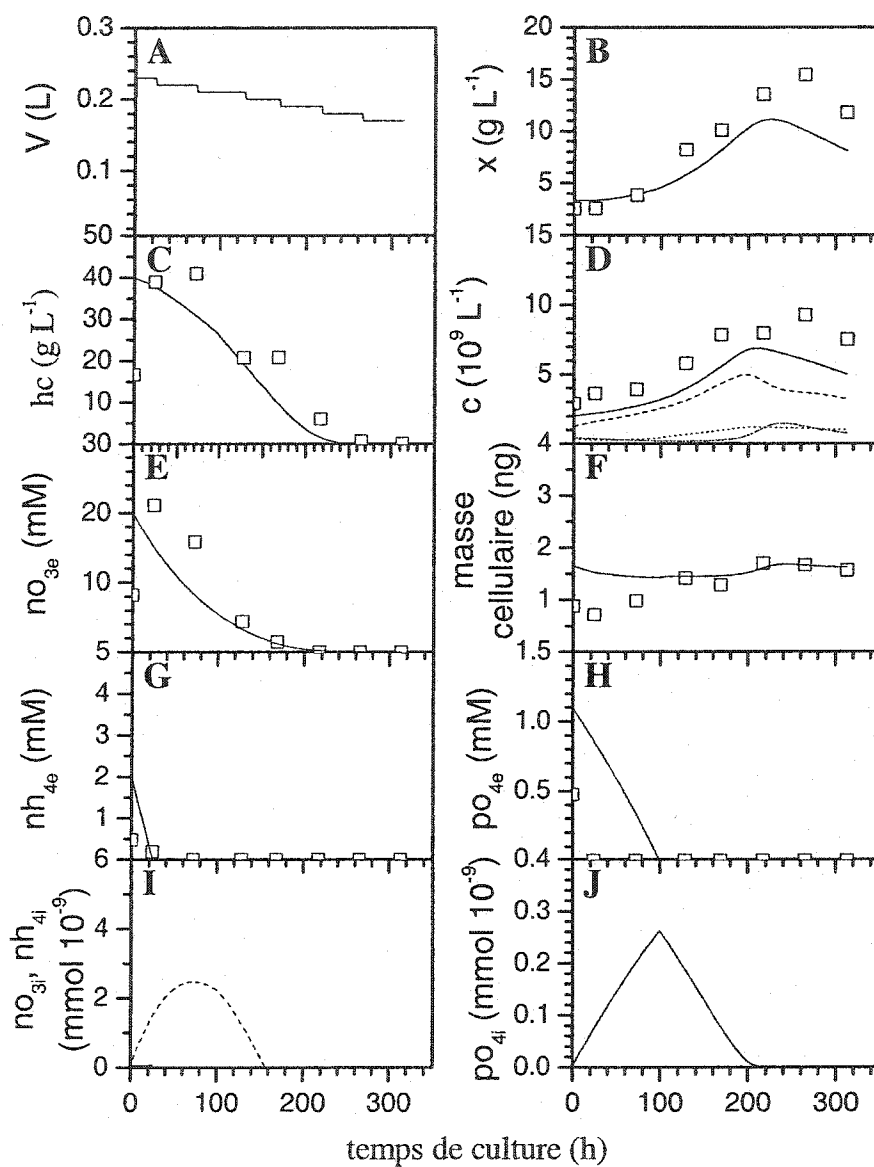 0.3
A
0.2
V (L)
0.1
20
B
15
x (g L⁻¹)
10
5
50
C
40
hc (g L⁻¹)
30
20
10
15
D
10
c (10⁹ L⁻¹)
5
30
E
20
no₃ₑ (mM)
10
4
F
3
masse
cellulaire (ng)
2
1
5
G
4
nh₄ₑ (mM)
4
2
1
1.5
H
1.0
po₄ₑ (mM)
0.5
6
I
4
no₃ᵢ, nh₄ᵢ
(mmol 10⁻⁹)
2
0
0.4
J
0.3
po₄ᵢ (mmol 10⁻⁹)
0.2
0.1
0.0
0 100 200 300
0 100 200 300
temps de culture (h)